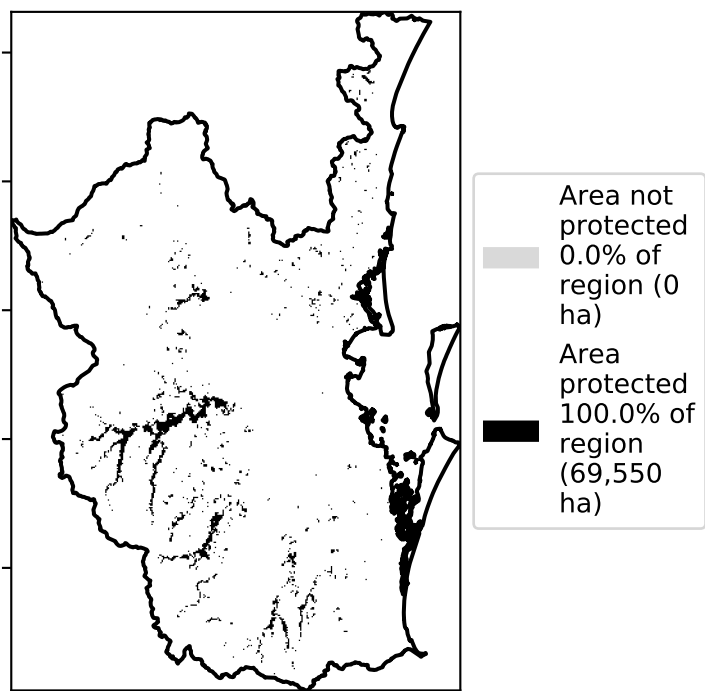 Area not
protected
0.0% of
region (0
ha)
Area
protected
100.0% of
region
(69,550
ha)